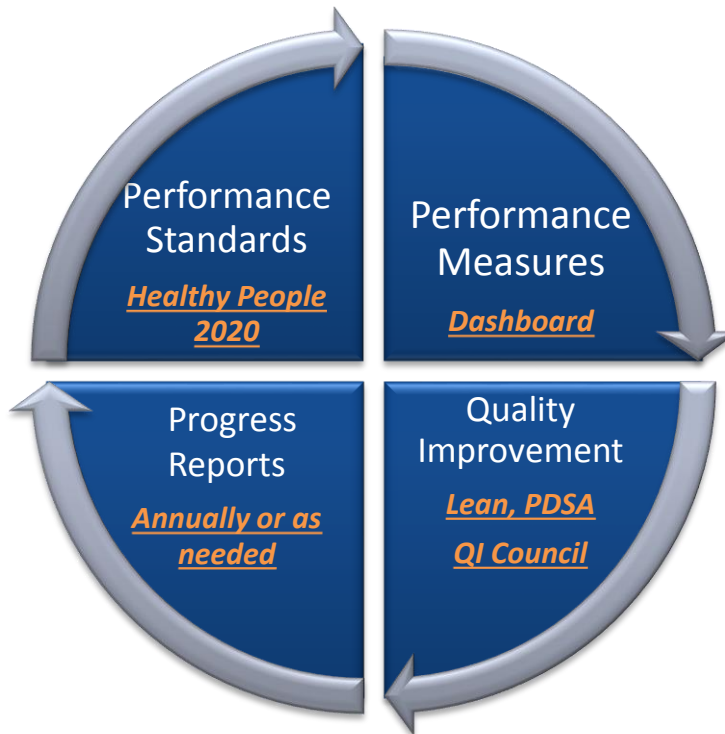 Performance
Standards
Healthy People
2020
Performance
Measures
Dashboard
Progress
Reports
Annually or as
needed
Quality
Improvement
Lean, PDSA
QI Council